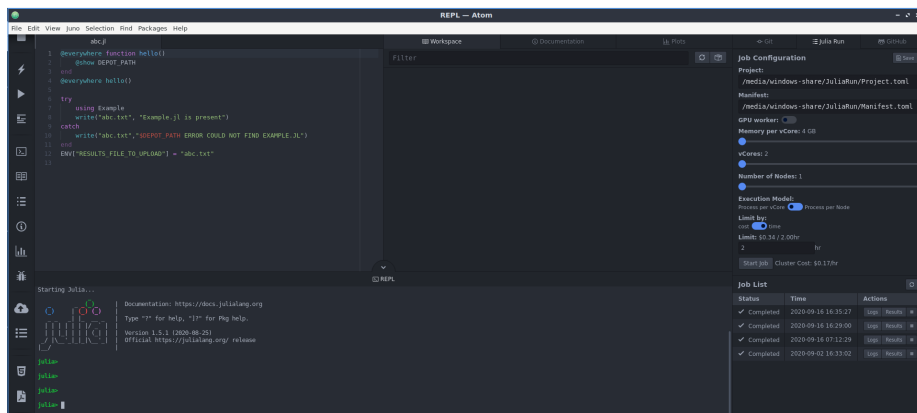 REPL — Atom
File Edit View Juno Selection Find Packages Help
abc.jl
Workspace
Documentation
Plots
Git
Julia Run
GitHub
1 @everywhere function hello()
2 @show DEPOT_PATH
3 end
4 @everywhere hello()
5
6 try
7 using Example
8 write("abc.txt", "Example.jl is present")
9 catch
10 write("abc.txt","$DEPOT_PATH ERROR COULD NOT FIND EXAMPLE.JL")
11 end
12 ENV["RESULTS_FILE_TO_UPLOAD"] = "abc.txt"
13
Filter
Job Configuration
Save
Project:
/media/windows-share/JuliaRun/Project.toml
Manifest:
/media/windows-share/JuliaRun/Manifest.toml
GPU worker:
Memory per vCore: 4 GB
vCores: 2
Number of Nodes: 1
Execution Model:
Process per vCore Process per Node
Limit by:
cost time
Limit: $0.34 / 2.00hr
2 hr
Start job Cluster Cost: $0.17/hr
REPL
Starting Julia...
Documentation: https://docs.julialang.org
Type "?" for help, "]?" for Pkg help.
Version 1.5.1 (2020-08-25)
Official https://julialang.org/ release
julia>
julia>
julia>
julia>
Job List
Status Time Actions
Completed 2020-09-16 16:35:27 Logs Results
Completed 2020-09-16 16:29:00 Logs Results
Completed 2020-09-16 07:12:29 Logs Results
Completed 2020-09-02 16:33:02 Logs Results